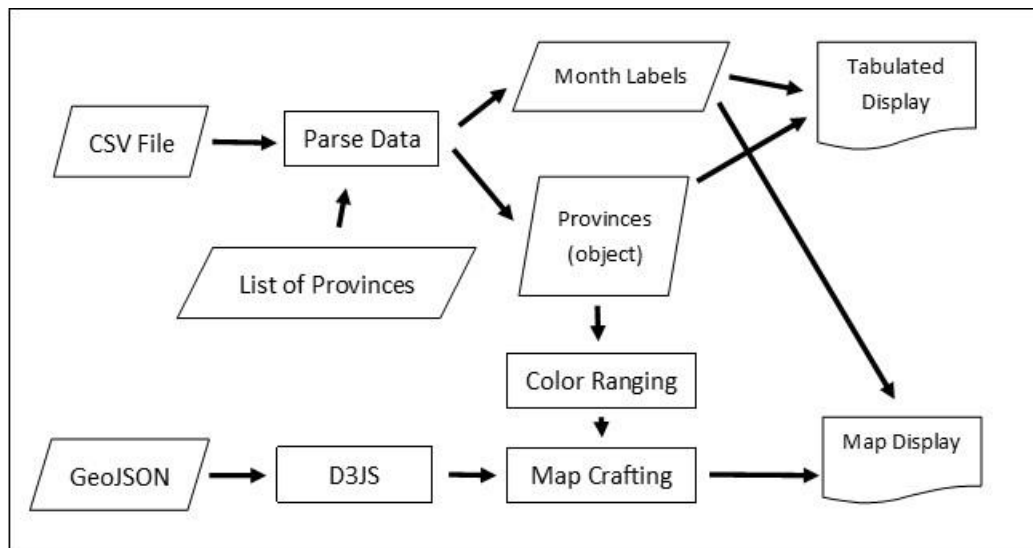 Month Labels
Tabulated
Display
CSV File
Parse Data
Provinces
(object)
List of Provinces
Color Ranging
Map Display
GeoJSON
D3JS
Map Crafting